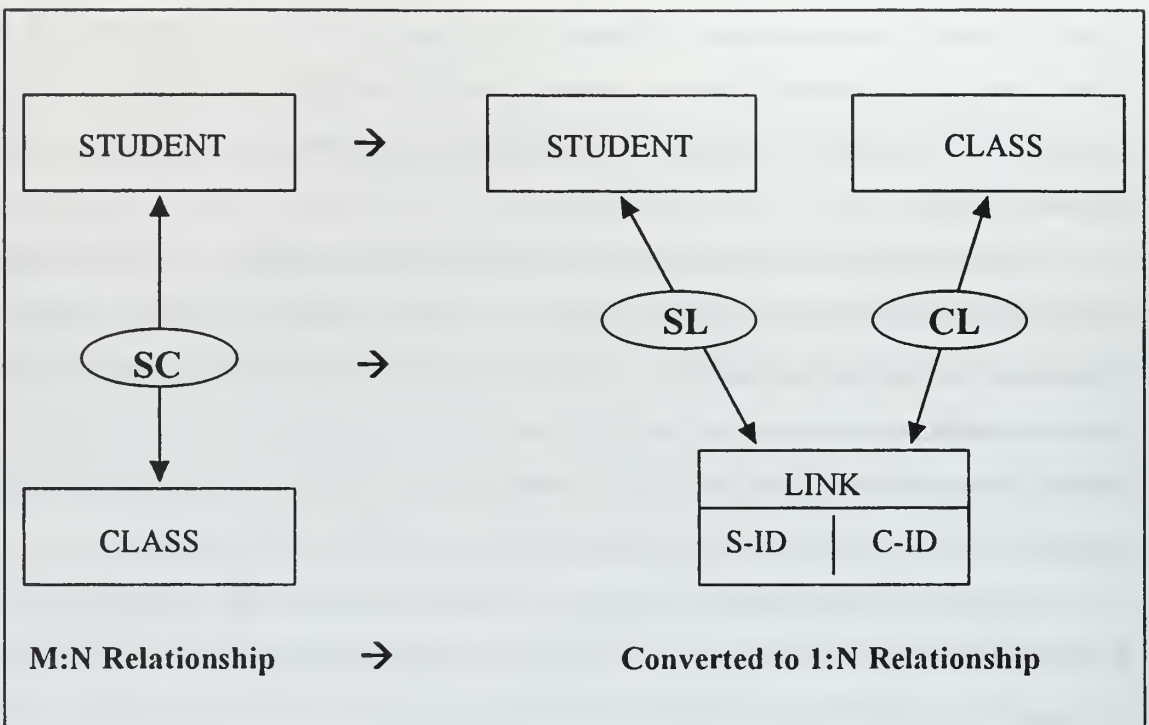 STUDENT → STUDENT CLASS
SC → SL CL
LINK
CLASS S-ID C-ID
M:N Relationship → Converted to 1:N Relationship